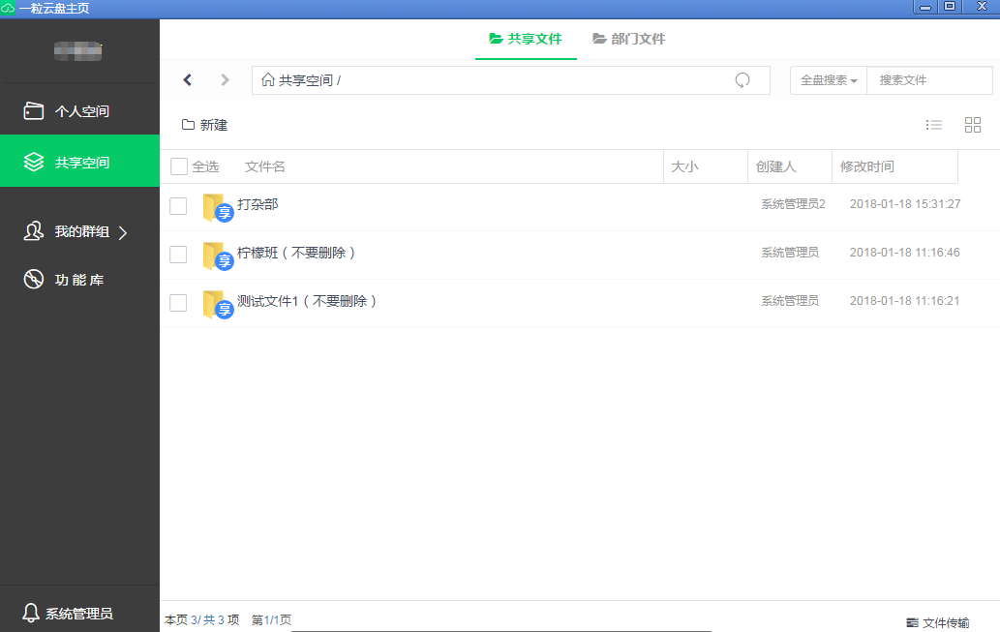 一粒云盘主页
共享文件 部门文件
共享空间 /
全盘搜索 搜索文件
个人空间
共享空间
我的群组
功 能 库
系统管理员
新建
全选 文件名 大小 创建人 修改时间
打杂部 系统管理员2 2018-01-18 15:31:27
柠檬班（不要删除） 系统管理员 2018-01-18 11:16:46
测试文件1（不要删除） 系统管理员 2018-01-18 11:16:21
享
享
享
本页 3/ 共 3 项 第1/1页
文件传输